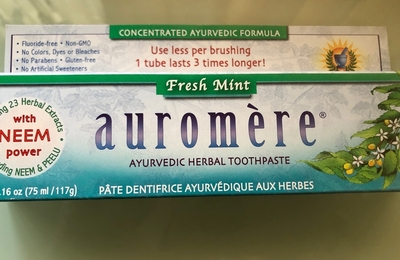 CONCENTRATED AYURVEDIC FORMULA
• Fluoride-free • Non-GMO
• No Colors, Dyes or Bleaches
• No Parabens • Gluten-free
• No Artificial Sweeteners
Use less per brushing
1 tube lasts 3 times longer!
Fresh Mint
23 Herbal Extracts •
with
NEEM
power
NEEM & PEELU
auromère®
AYURVEDIC HERBAL TOOTHPASTE
.16 oz (75 ml /117g)
PÂTE DENTIFRICE AYURVÉDIQUE AUX HERBES